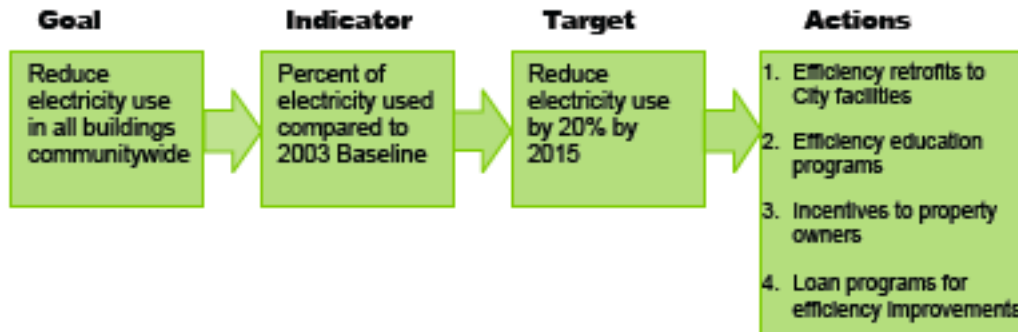 Goal
Reduce
electricity use
in all buildings
communitywide
Indicator
Percent of
electricity used
compared to
2003 Baseline
Target
Reduce
electricity use
by 20% by
2015
Actions
1. Efficiency retrofits to
City facilities
2. Efficiency education
programs
3. Incentives to property
owners
4. Loan programs for
efficiency improvements